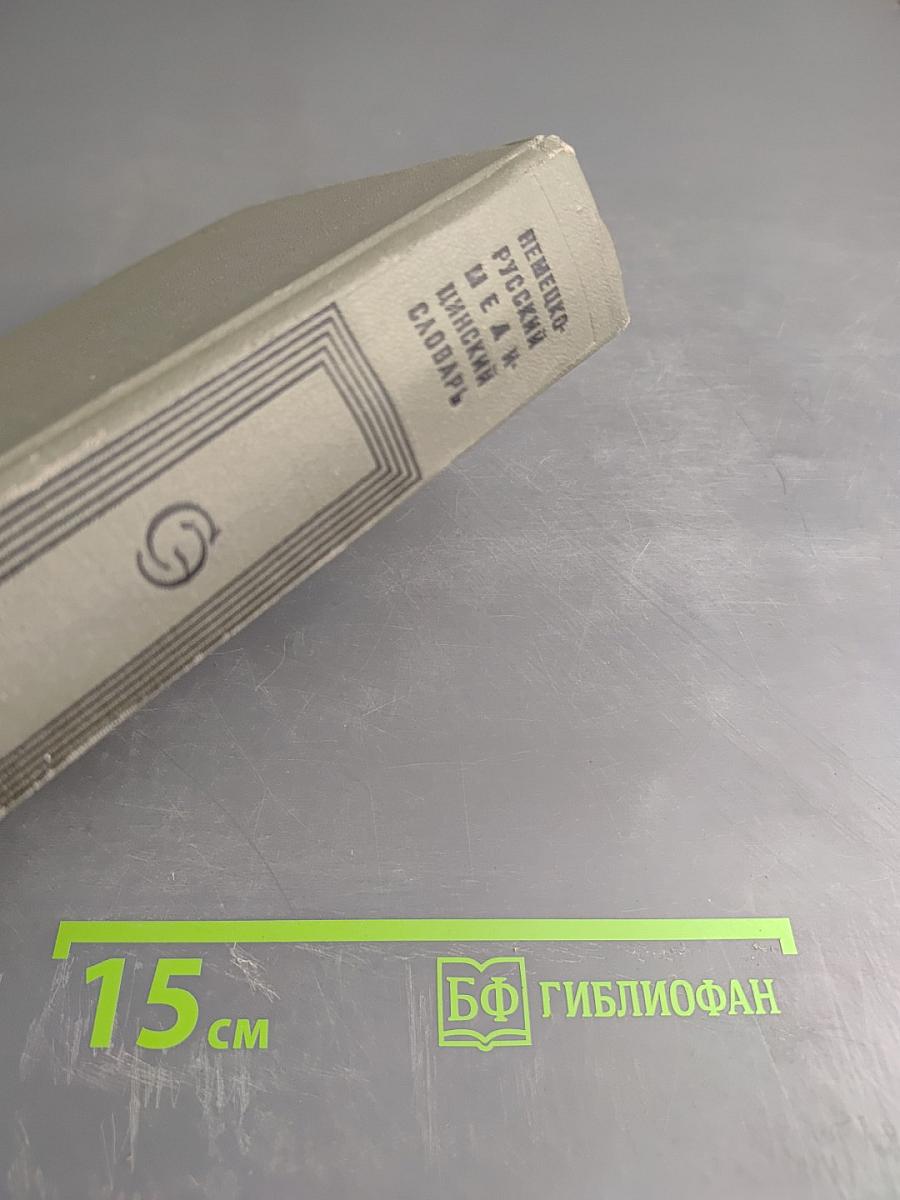 НЕМЕЦКО-
РУССКИЙ
МЕДИ-
ЦИНСКИЙ
СЛОВАРЬ
15 см
БФ ГИБЛИОФАН